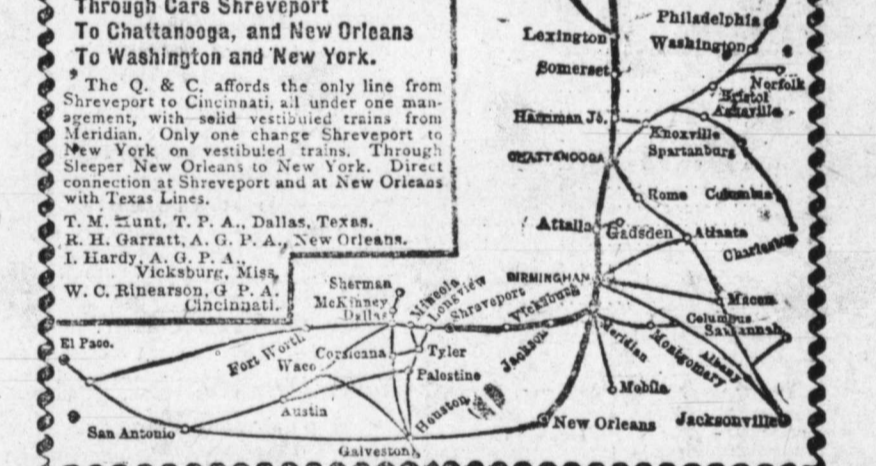 Through Cars Shreveport
To Chattanooga, and New Orleans
To Washington and New York.
The Q. & C. affords the only line from
Shreveport to Cincinnati, all under one man-
agement, with solid vestibuled trains from
Meridian. Only one change Shreveport to
New York on vestibuled trains. Through
Sleeper New Orleans to New York. Direct
connection at Shreveport and at New Orleans
with Texas Lines.
T. M. Hunt, T. P. A., Dallas, Texas.
R. H. Garratt, A. G. P. A., New Orleans.
I. Hardy, A. G. P. A.,
Vicksburg, Miss.
W. C. Rinearson, G P. A.
Cincinnati.
Philadelphia
Lexington
Washington
Somerset
Norfolk
Bristol
Asheville
Harriman Jc.
Knoxville
Spartanburg
CHATTANOOGA
Rome
Columbia
Attalla
Gadsden
Atlanta
Charleston
BIRMINGHAM
Sherman
McKinney
Dallas
Mineola
Longview
Shreveport
Vicksburg
Jackson
Meridian
Macon
Columbus
Savannah
Montgomery
Albany
El Paco.
Fort Worth
Corsicana
Tyler
Waco
Palestine
Mobile
Austin
Houston
San Antonio
New Orleans
Jacksonville
Galveston